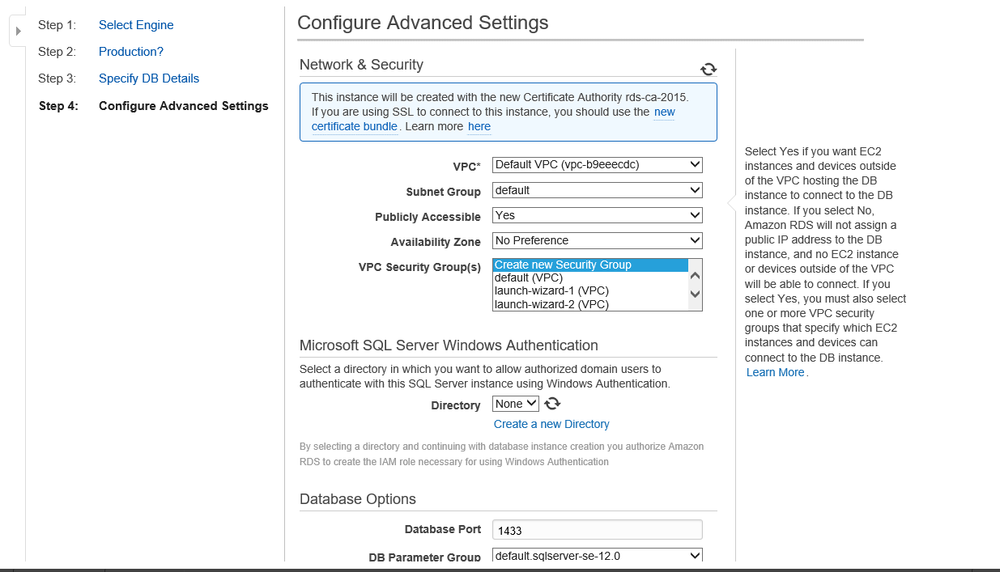 Step 1: Select Engine
Step 2: Production?
Step 3: Specify DB Details
Step 4: Configure Advanced Settings
Configure Advanced Settings
Network & Security
This instance will be created with the new Certificate Authority rds-ca-2015.
If you are using SSL to connect to this instance, you should use the new
certificate bundle. Learn more here
VPC* Default VPC (vpc-b9eeecdc)
Subnet Group default
Publicly Accessible Yes
Availability Zone No Preference
VPC Security Group(s) Create new Security Group
default (VPC)
launch-wizard-1 (VPC)
launch-wizard-2 (VPC)
Microsoft SQL Server Windows Authentication
Select a directory in which you want to allow authorized domain users to
authenticate with this SQL Server instance using Windows Authentication.
Directory None
Create a new Directory
By selecting a directory and continuing with database instance creation you authorize Amazon
RDS to create the IAM role necessary for using Windows Authentication
Database Options
Database Port 1433
DB Parameter Group default.sqlserver-se-12.0
Select Yes if you want EC2
instances and devices outside
of the VPC hosting the DB
instance to connect to the DB
instance. If you select No,
Amazon RDS will not assign a
public IP address to the DB
instance, and no EC2 instance
or devices outside of the VPC
will be able to connect. If you
select Yes, you must also select
one or more VPC security
groups that specify which EC2
instances and devices can
connect to the DB instance.
Learn More.